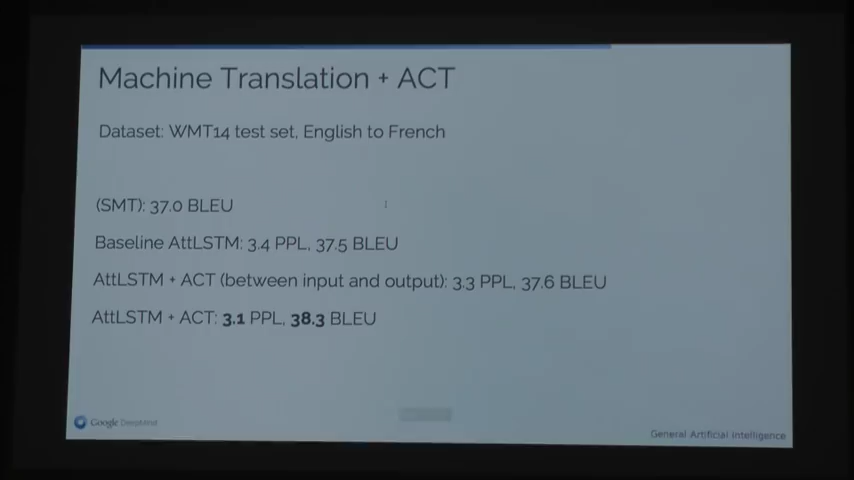 Machine Translation + ACT
Dataset: WMT14 test set, English to French
(SMT): 37.0 BLEU
Baseline AttLSTM: 3.4 PPL, 37.5 BLEU
AttLSTM + ACT (between input and output): 3.3 PPL, 37.6 BLEU
AttLSTM + ACT: 3.1 PPL, 38.3 BLEU
Google DeepMind
General Artificial Intelligence